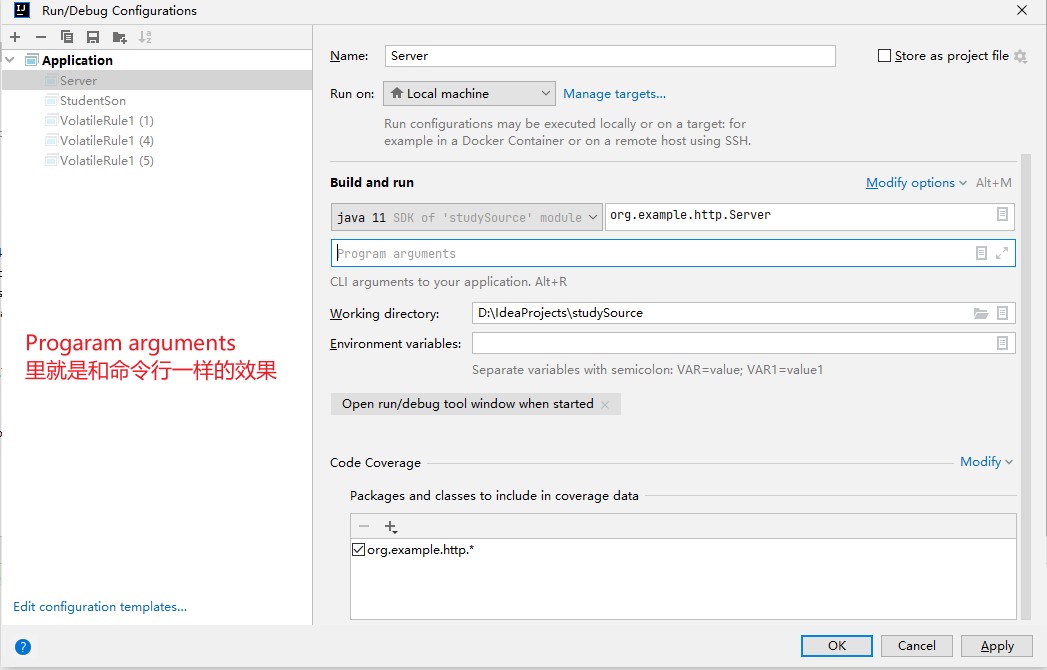 Run/Debug Configurations
Application
Server
StudentSon
VolatileRule1 (1)
VolatileRule1 (4)
VolatileRule1 (5)
Progaram arguments
里就是和命令行一样的效果
Edit configuration templates...
Name: Server
Store as project file
Run on: Local machine Manage targets...
Run configurations may be executed locally or on a target: for
example in a Docker Container or on a remote host using SSH.
Build and run Modify options Alt+M
java 11 SDK of 'studySource' module org.example.http.Server
Program arguments
CLI arguments to your application. Alt+R
Working directory: D:\IdeaProjects\studySource
Environment variables:
Separate variables with semicolon: VAR=value; VAR1=value1
Open run/debug tool window when started
Code Coverage Modify
Packages and classes to include in coverage data
org.example.http.*
OK Cancel Apply